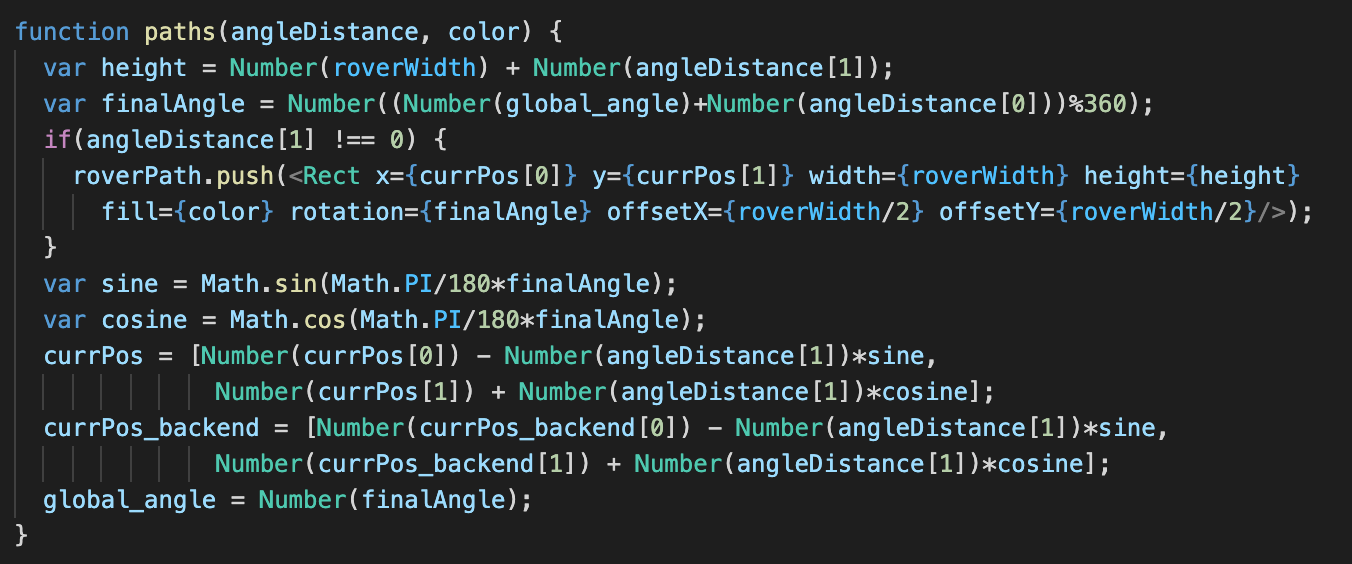 function paths(angleDistance, color) {
  var height = Number(roverWidth) + Number(angleDistance[1]);
  var finalAngle = Number((Number(global_angle)+Number(angleDistance[0]))%360);
  if(angleDistance[1] !== 0) {
    roverPath.push(<Rect x={currPos[0]} y={currPos[1]} width={roverWidth} height={height}
      fill={color} rotation={finalAngle} offsetX={roverWidth/2} offsetY={roverWidth/2}/>);
  }
  var sine = Math.sin(Math.PI/180*finalAngle);
  var cosine = Math.cos(Math.PI/180*finalAngle);
  currPos = [Number(currPos[0]) - Number(angleDistance[1])*sine,
              Number(currPos[1]) + Number(angleDistance[1])*cosine];
  currPos_backend = [Number(currPos_backend[0]) - Number(angleDistance[1])*sine,
              Number(currPos_backend[1]) + Number(angleDistance[1])*cosine];
  global_angle = Number(finalAngle);
}